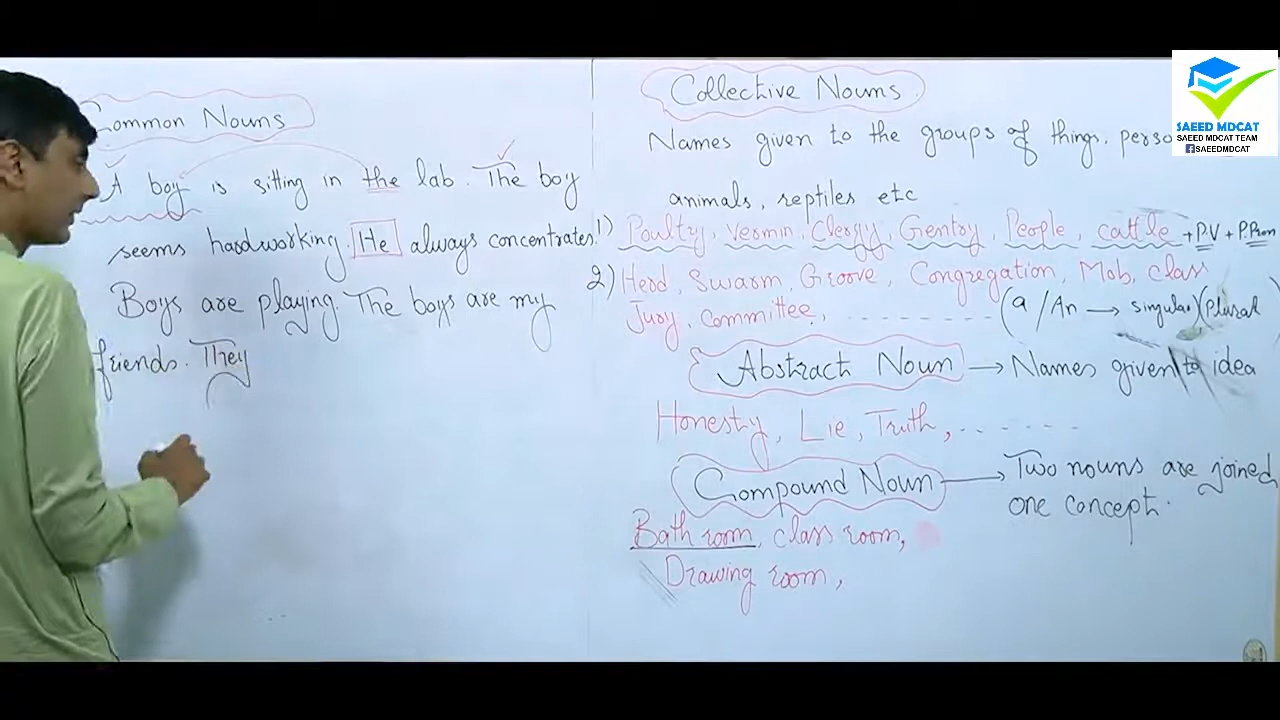 Common Nouns
A boy is sitting in the lab. The boy
seems hardworking. He always concentrates.
Boys are playing. The boys are my
friends. They
Collective Nouns
Names given to the groups of things, perso
animals, reptiles etc
1) Poultry, vermin, Clergy, Gentry, People, cattle + P.V + P.Pron
2) Herd, Swarm, Groove, Congregation, Mob, class
Jury, committee, ............ (a / An → singular) (Plural)
Abstract Noun → Names given to idea
Honesty, Lie, Truth, ........
Compound Noun → Two nouns are joined
one concept.
Bath room, class room,
Drawing room,
SAEED MDCAT
SAEED MDCAT TEAM
f SAEEDMDCAT